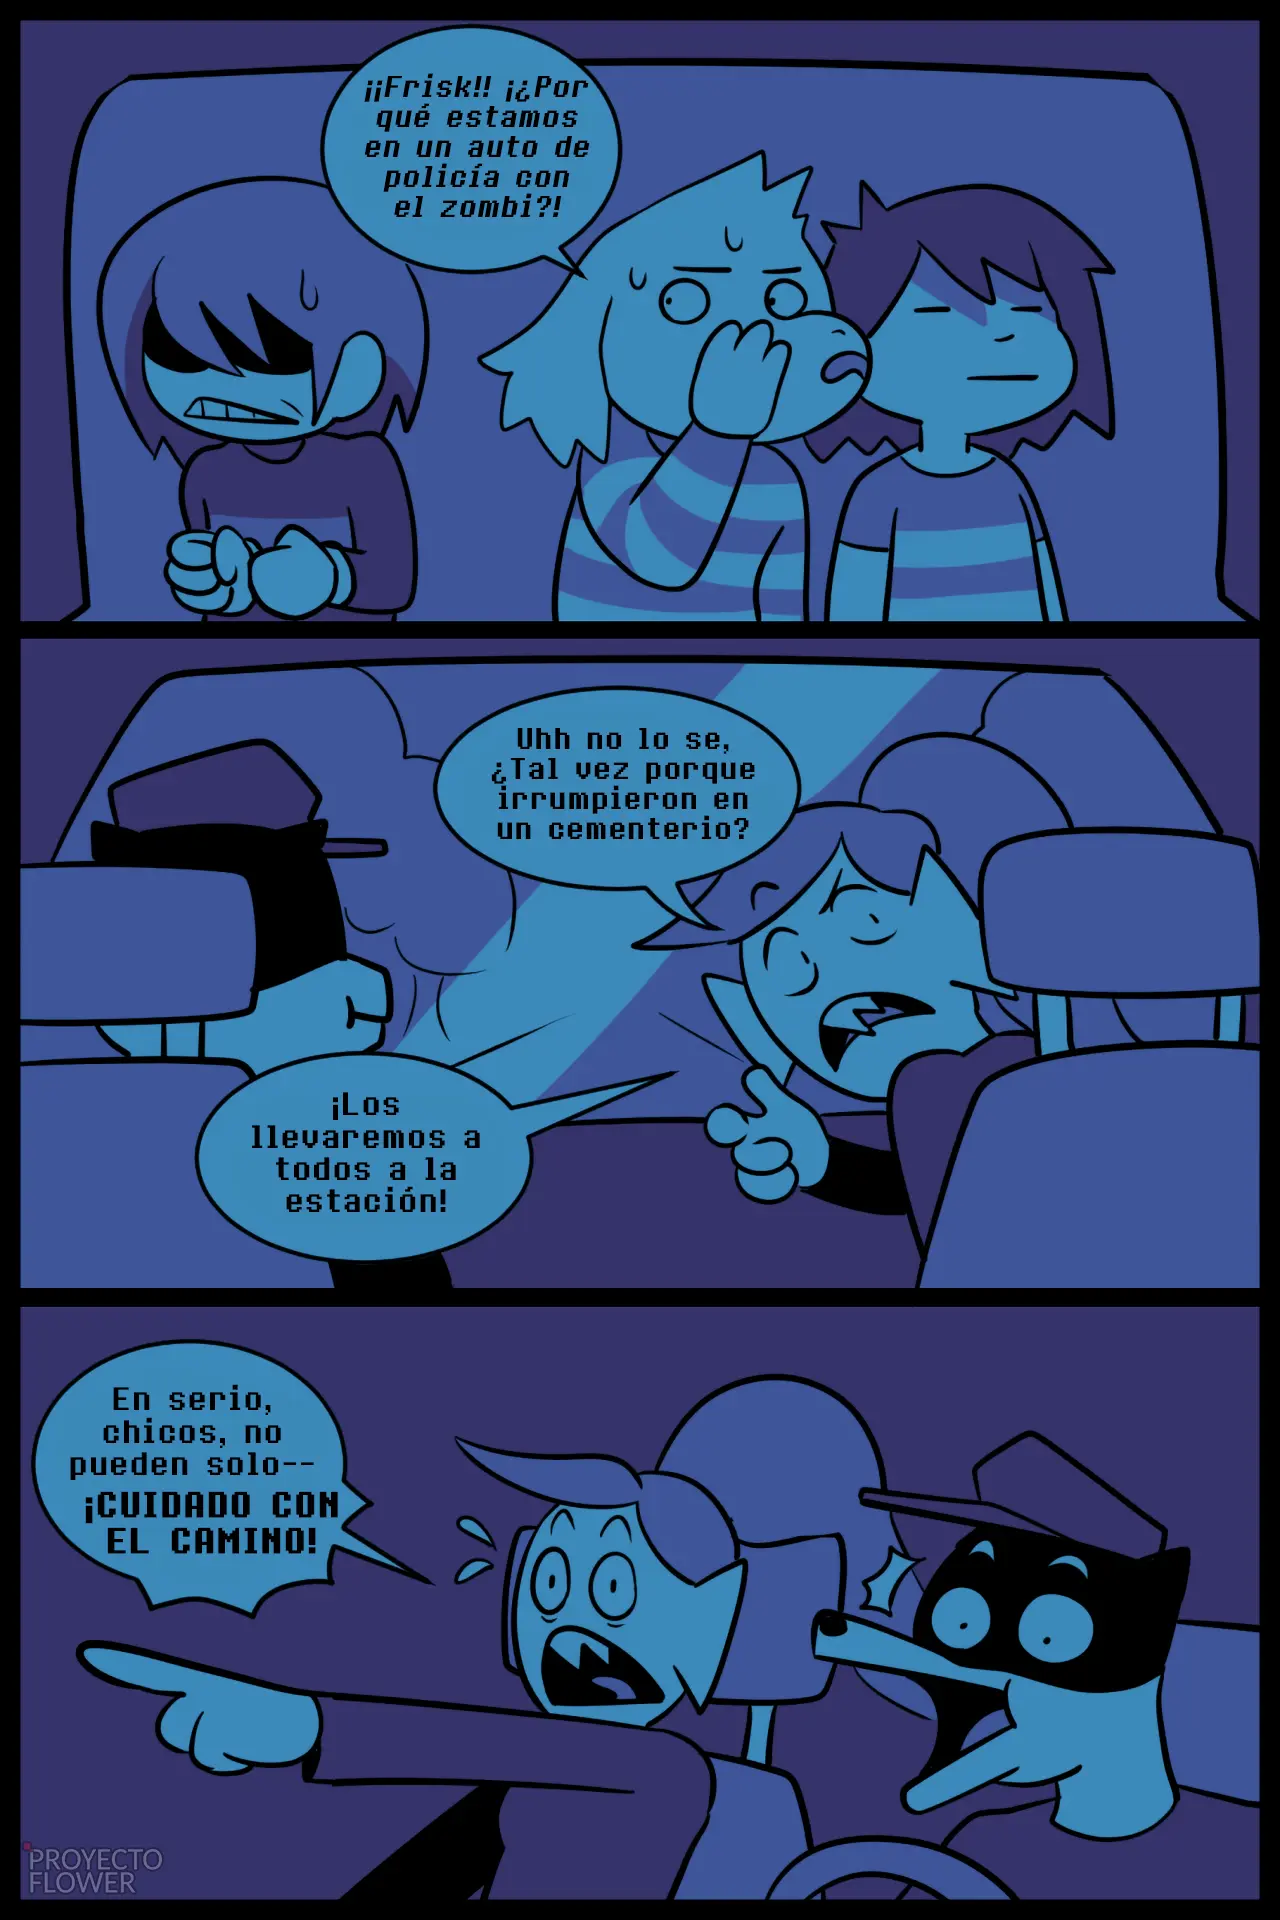 ¡¡Frisk!! ¡¿Por
qué estamos
en un auto de
policía con
el zombi?!
Uhh no lo se,
¿Tal vez porque
irrumpieron en
un cementerio?
¡Los
llevaremos a
todos a la
estación!
En serio,
chicos, no
pueden solo--
¡CUIDADO CON
EL CAMINO!
PROYECTO
FLOWER